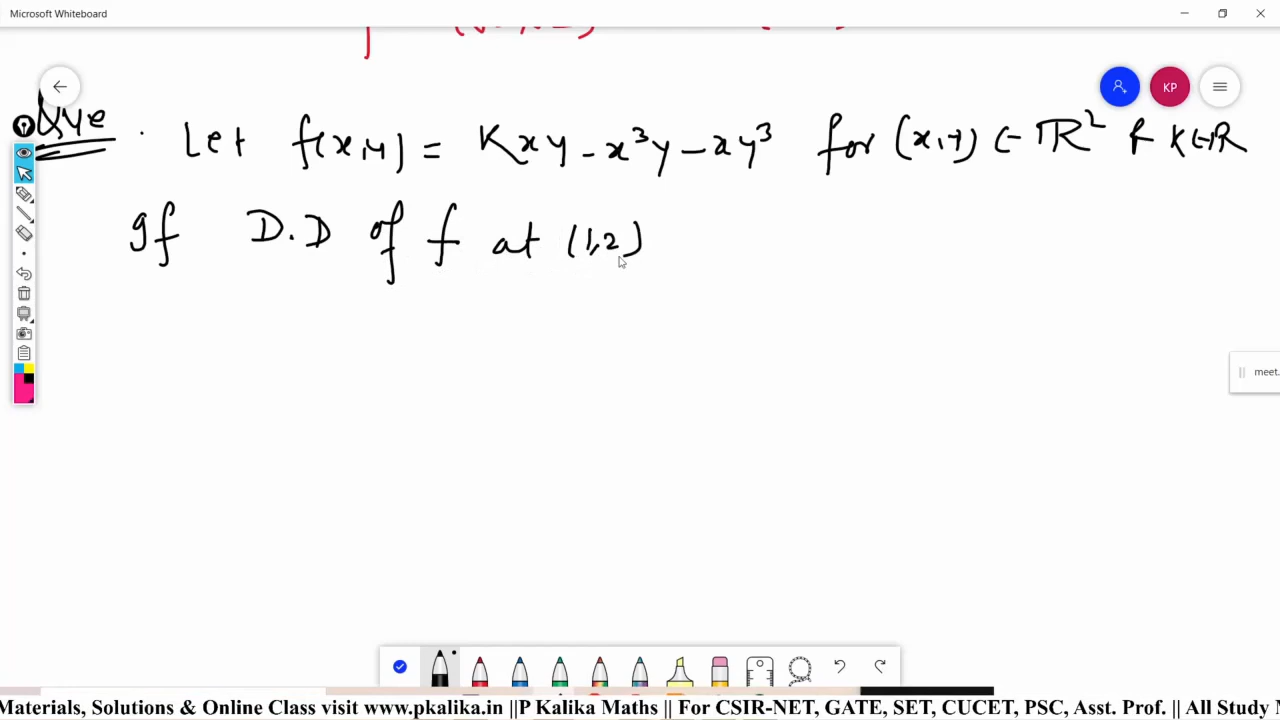 Microsoft Whiteboard
KP
Que. Let f(x,y) = Kxy - x³y - xy³ for (x,y) ∈ ℝ² & K∈ℝ
If D.D of f at (1,2)
meet.
Materials, Solutions & Online Class visit www.pkalika.in ||P Kalika Maths || For CSIR-NET, GATE, SET, CUCET, PSC, Asst. Prof. || All Study